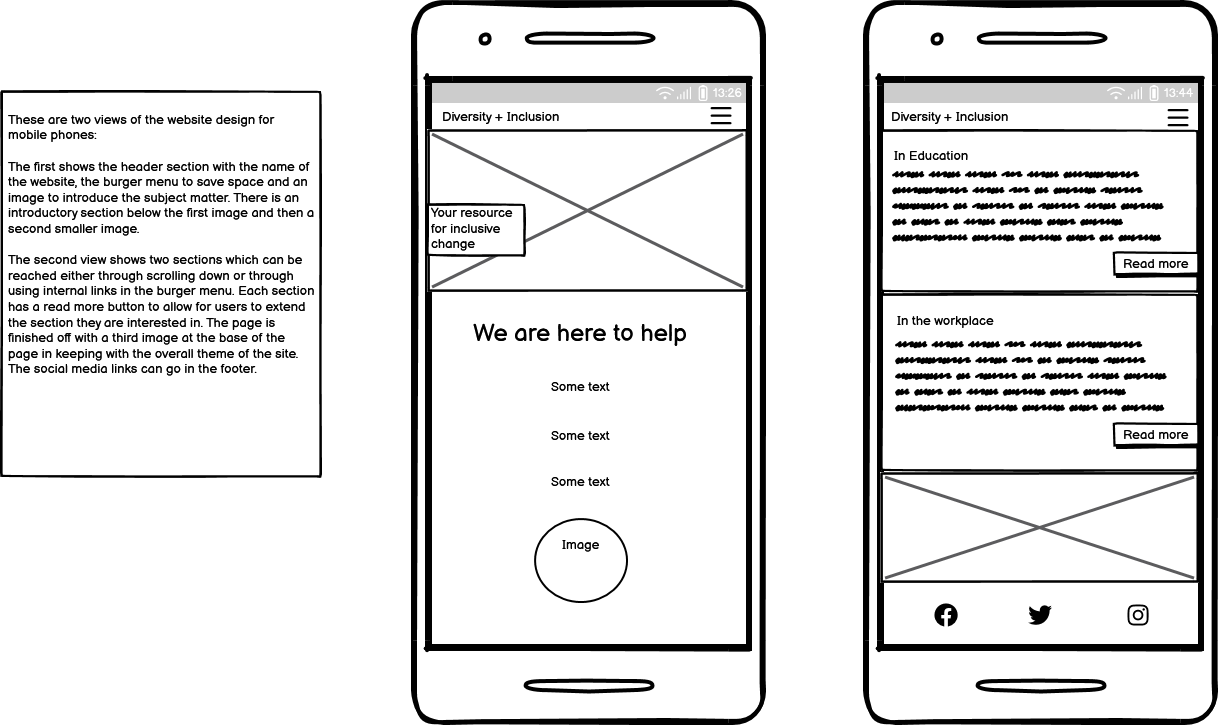 These are two views of the website design for
mobile phones:
The first shows the header section with the name of
the website, the burger menu to save space and an
image to introduce the subject matter. There is an
introductory section below the first image and then a
second smaller image.
The second view shows two sections which can be
reached either through scrolling down or through
using internal links in the burger menu. Each section
has a read more button to allow for users to extend
the section they are interested in. The page is
finished off with a third image at the base of the
page in keeping with the overall theme of the site.
The social media links can go in the footer.
13:26
Diversity + Inclusion
Your resource
for inclusive
change
We are here to help
Some text
Some text
Some text
Image
13:44
Diversity + Inclusion
In Education
Read more
In the workplace
Read more